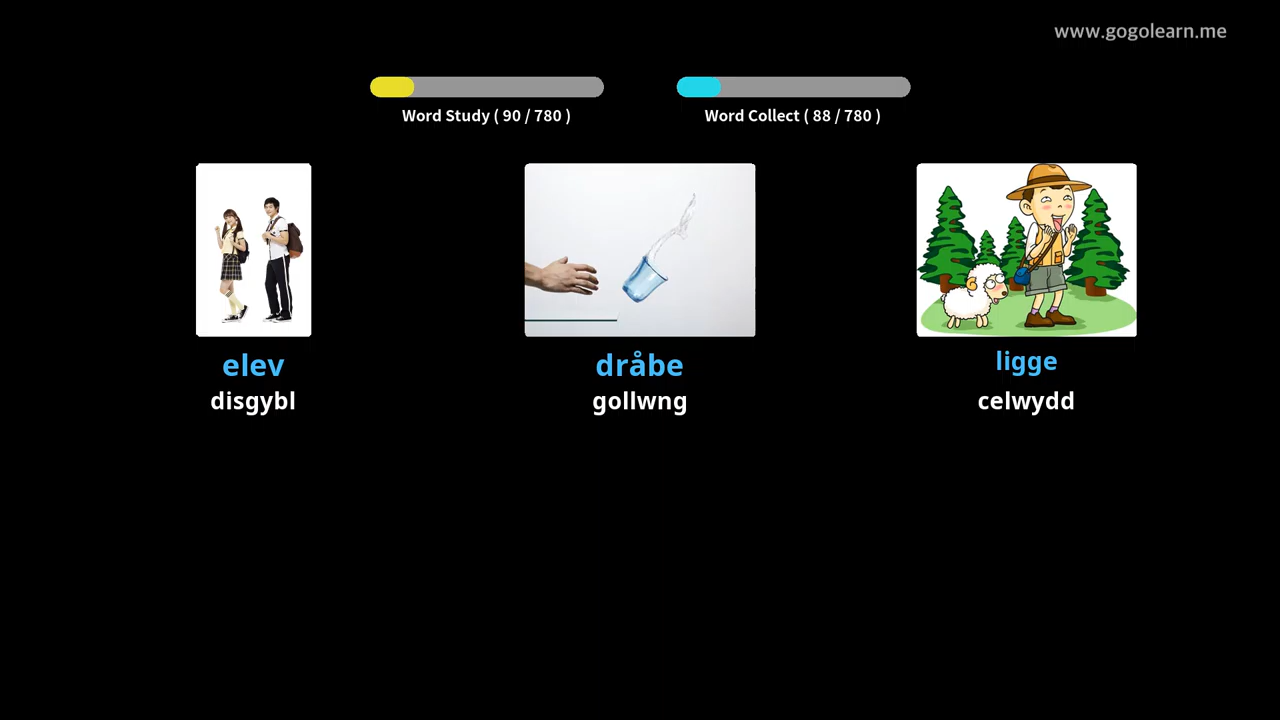 www.gogolearn.me
Word Study ( 90 / 780 )
Word Collect ( 88 / 780 )
elev
disgybl
dråbe
gollwng
ligge
celwydd